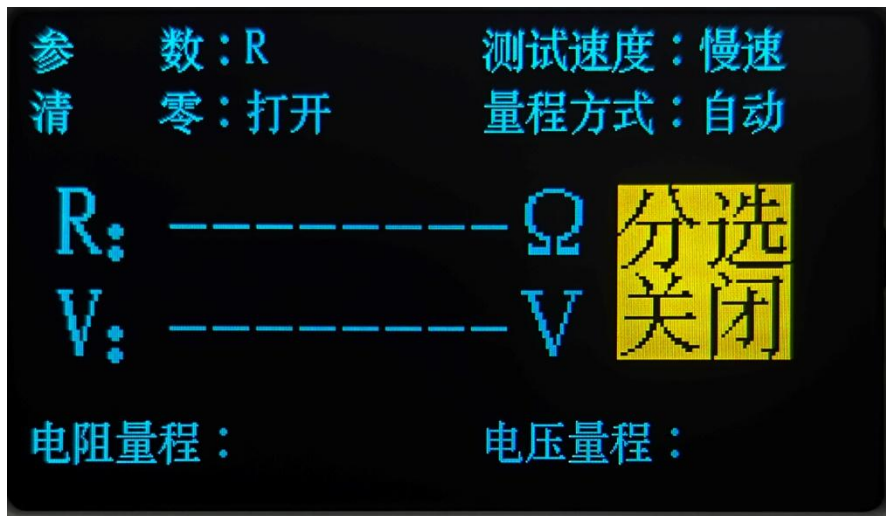 参 数：R 测试速度：慢速
清 零：打开 量程方式：自动
R: --------Ω
V: --------V
分选
关闭
电阻量程： 电压量程：